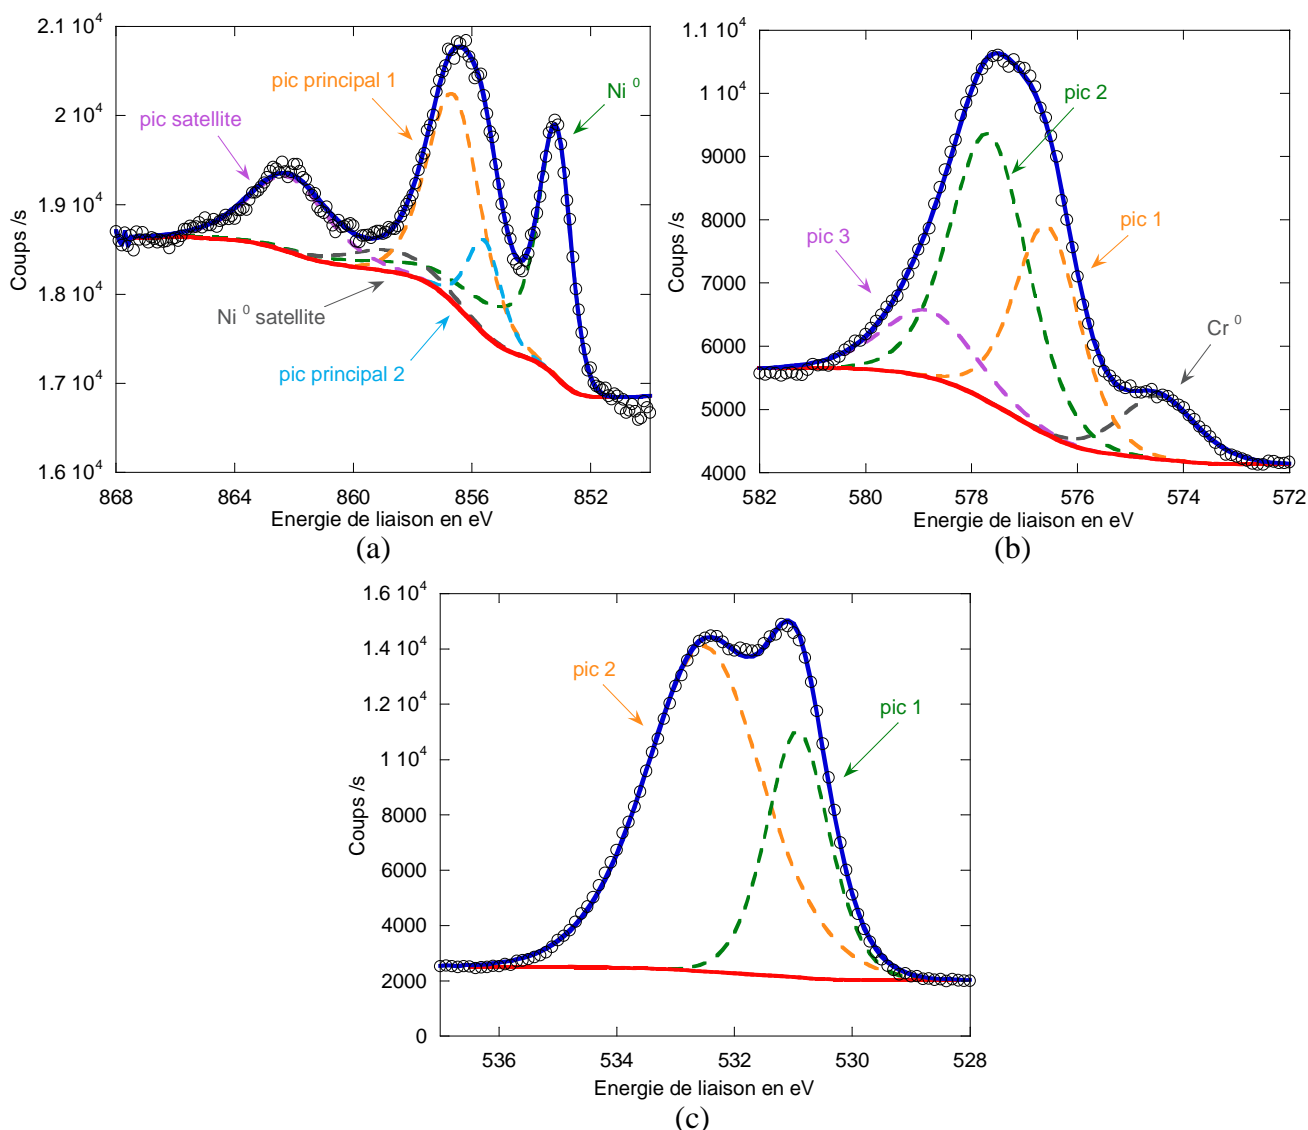 2.1 10⁴
2 10⁴
1.9 10⁴
1.8 10⁴
1.7 10⁴
1.6 10⁴
Coups /s
868 864 860 856 852
Energie de liaison en eV
pic satellite
pic principal 1
Ni ⁰
Ni ⁰ satellite
pic principal 2
(a)
1.1 10⁴
1 10⁴
9000
8000
7000
6000
5000
4000
Coups /s
582 580 578 576 574 572
Energie de liaison en eV
pic 2
pic 1
pic 3
Cr ⁰
(b)
1.6 10⁴
1.4 10⁴
1.2 10⁴
1 10⁴
8000
6000
4000
2000
0
Coups /s
536 534 532 530 528
Energie de liaison en eV
pic 2
pic 1
(c)